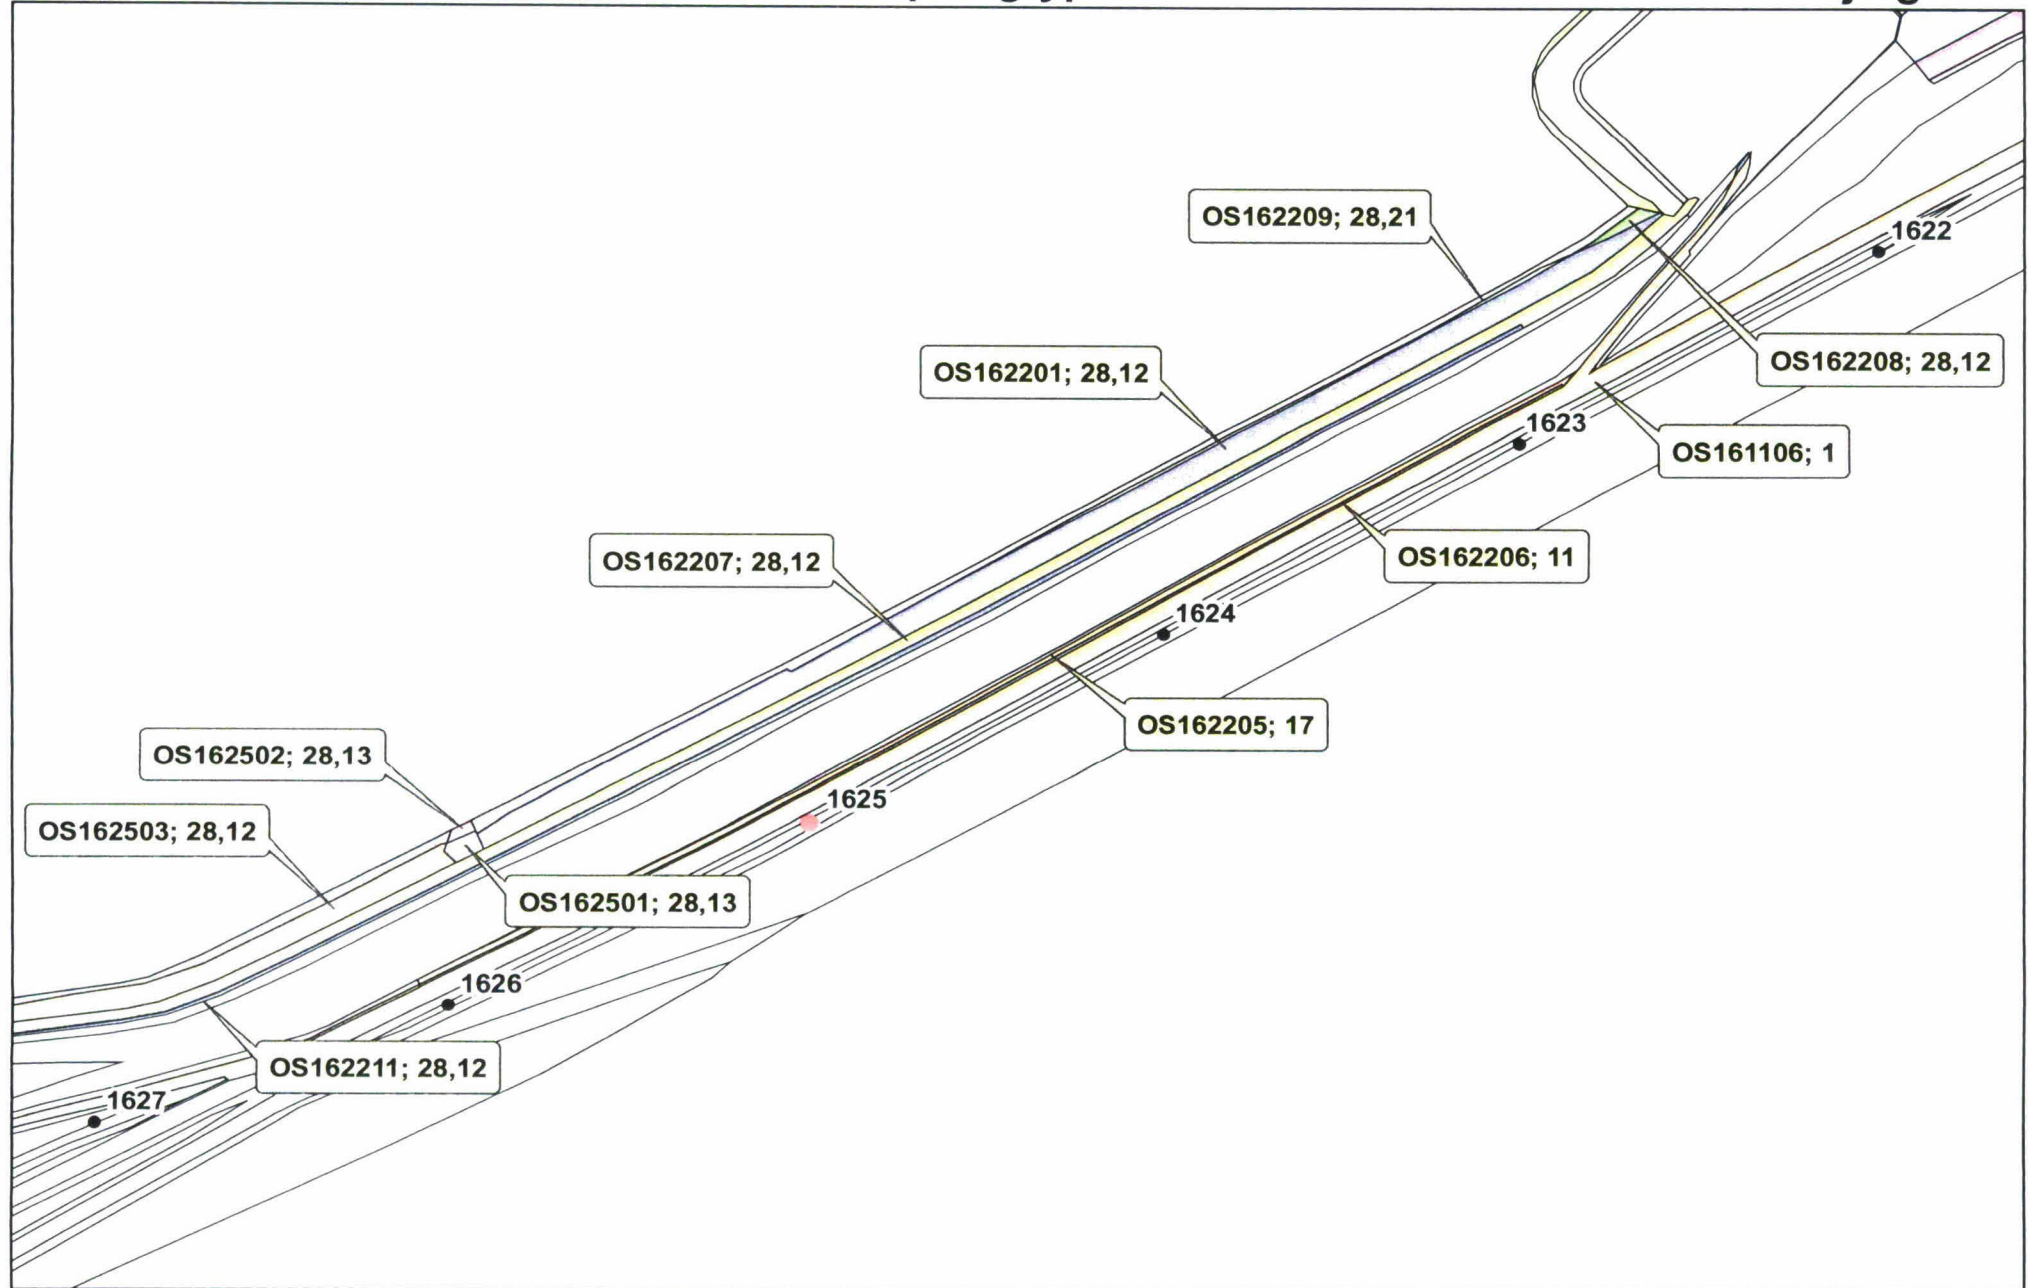 OS162209; 28,21
1622
OS162201; 28,12
OS162208; 28,12
1623
OS161106; 1
OS162207; 28,12
OS162206; 11
1624
OS162205; 17
OS162502; 28,13
1625
OS162503; 28,12
OS162501; 28,13
1626
OS162211; 28,12
1627